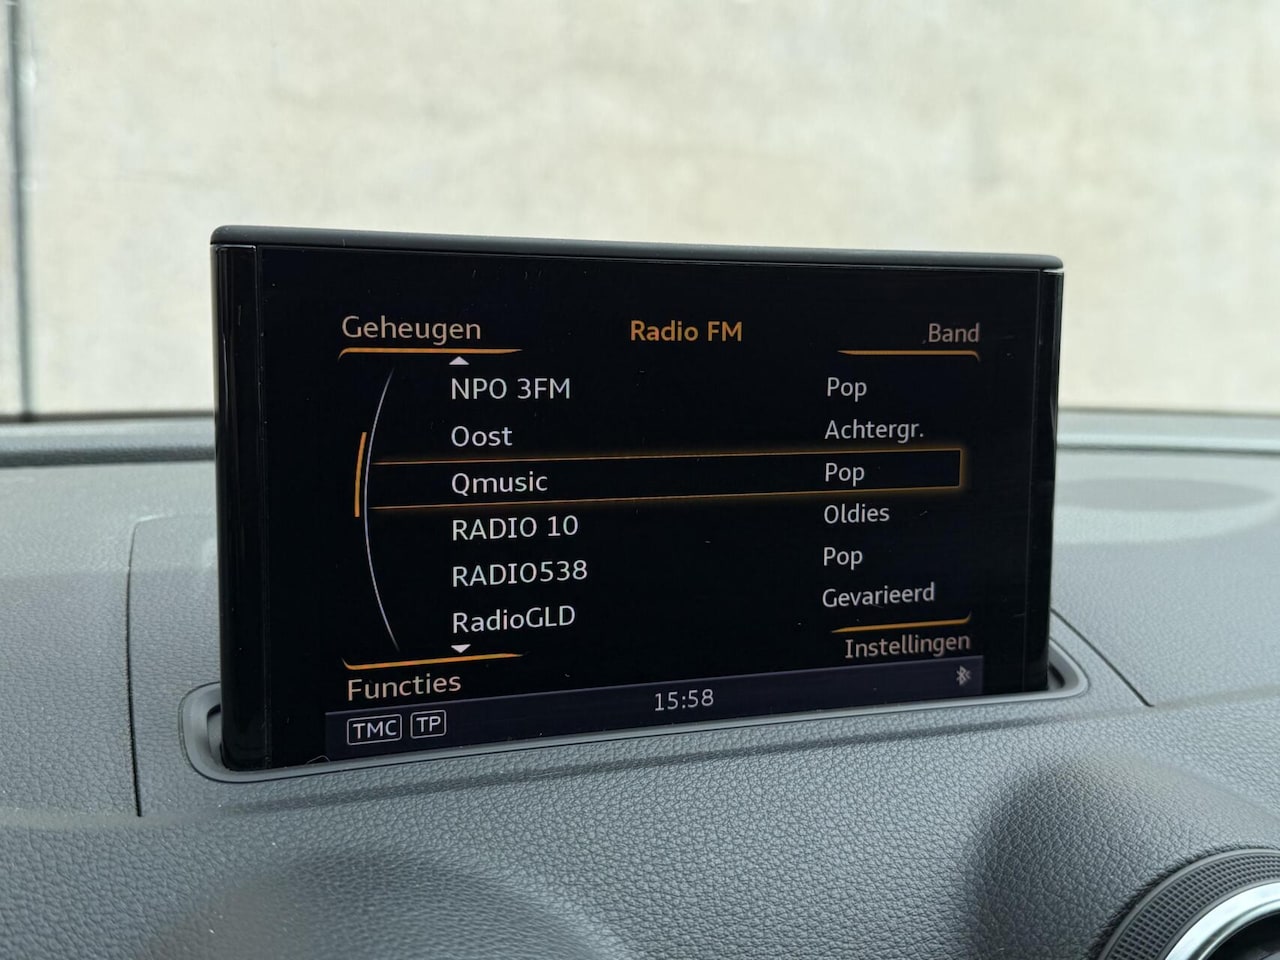 Geheugen Radio FM Band
NPO 3FM Pop
Oost Achtergr.
Qmusic Pop
RADIO 10 Oldies
RADIO538 Pop
RadioGLD Gevarieerd
Functies Instellingen
TMC TP 15:58